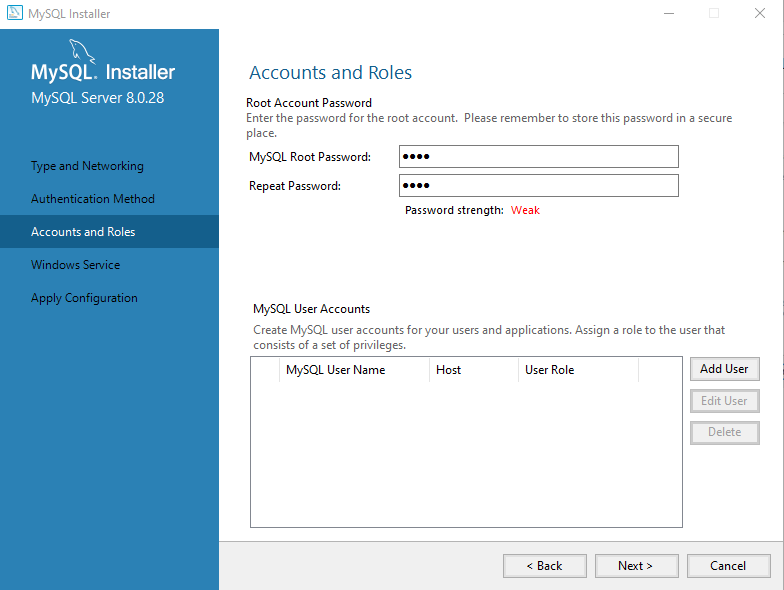 MySQL Installer
MySQL. Installer
MySQL Server 8.0.28
Type and Networking
Authentication Method
Accounts and Roles
Windows Service
Apply Configuration
Accounts and Roles
Root Account Password
Enter the password for the root account.  Please remember to store this password in a secure
place.
MySQL Root Password: ●●●●
Repeat Password: ●●●●
Password strength: Weak
MySQL User Accounts
Create MySQL user accounts for your users and applications. Assign a role to the user that
consists of a set of privileges.
MySQL User Name Host User Role
Add User
Edit User
Delete
< Back Next > Cancel